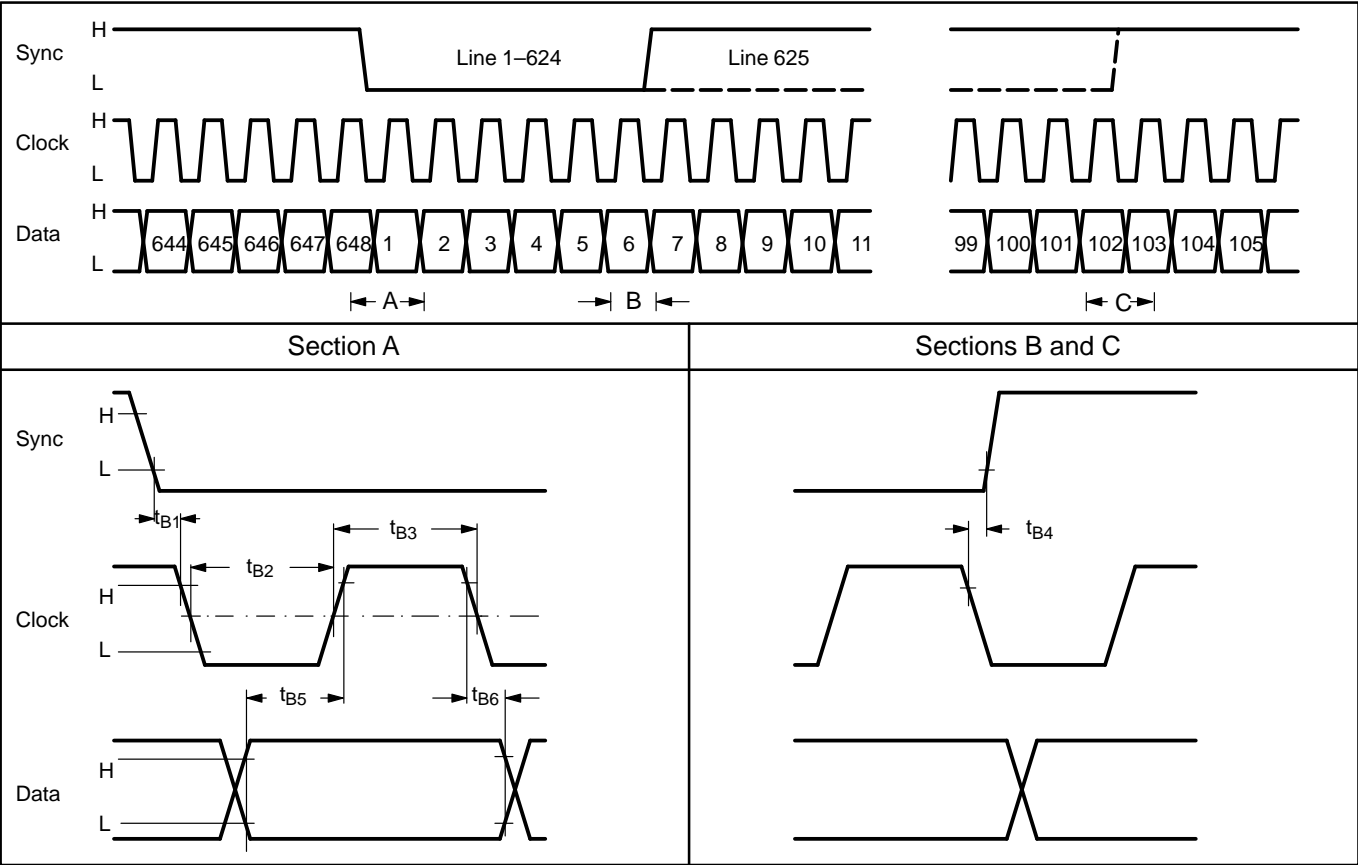 H
Sync
Line 1–624
Line 625
L
H
Clock
L
H
Data
644 645 646 647 648 1 2 3 4 5 6 7 8 9 10 11
99 100 101 102 103 104 105
L
A
B
C
Section A
Sections B and C
H
Sync
L
tB1
tB3
tB4
tB2
H
Clock
L
tB5
tB6
H
Data
L